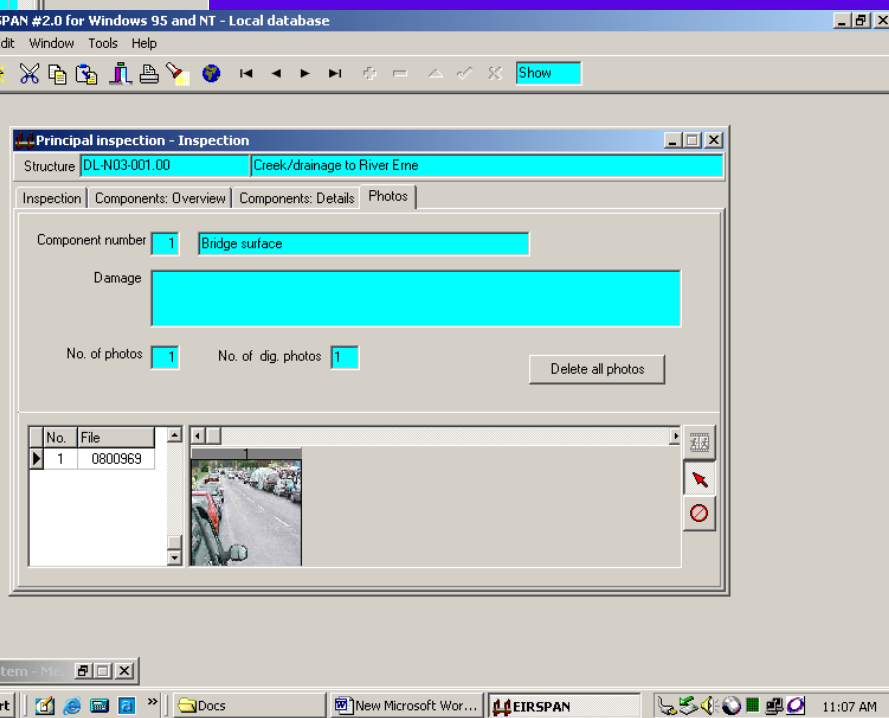 SPAN #2.0 for Windows 95 and NT - Local database
dit Window Tools Help
Show
Principal inspection - Inspection
Structure DL-N03-001.00 Creek/drainage to River Erne
Inspection Components: Overview Components: Details Photos
Component number 1 Bridge surface
Damage
No. of photos 1 No. of dig. photos 1
Delete all photos
No. File
1 0800969
1
tem - Me
rt Docs New Microsoft Wor... EIRSPAN 11:07 AM